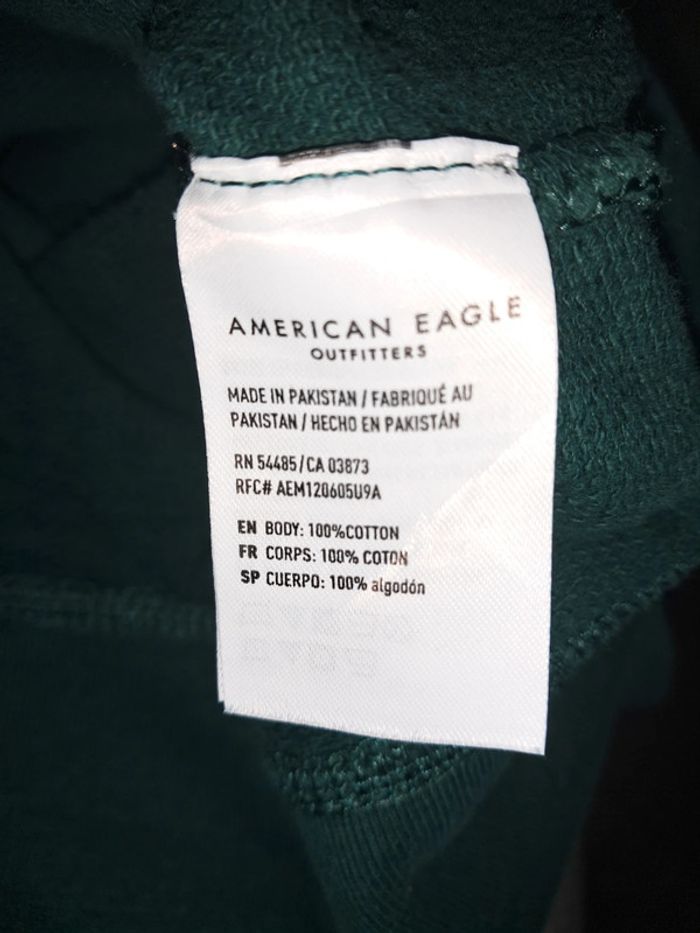 AMERICAN EAGLE
OUTFITTERS
MADE IN PAKISTAN / FABRIQUÉ AU
PAKISTAN / HECHO EN PAKISTÁN
RN 54485/CA 03873
RFC# AEM120605U9A
EN BODY: 100%COTTON
FR CORPS: 100% COTON
SP CUERPO: 100% algodón